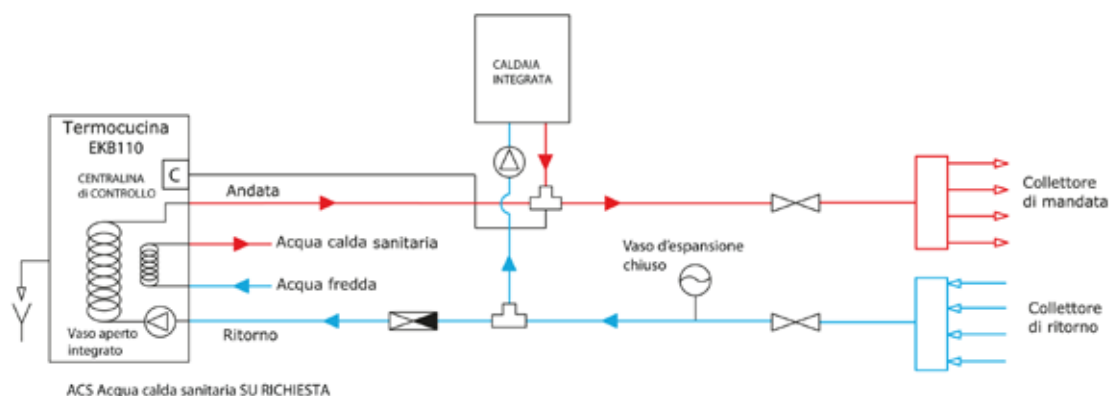 CALDAIA
INTEGRATA
Termocucina
EKB110
CENTRALINA
di CONTROLLO
C
Andata
Collettore
di mandata
Acqua calda sanitaria
Vaso d'espansione
chiuso
Acqua fredda
Collettore
di ritorno
Vaso aperto
integrato
Ritorno
ACS Acqua calda sanitaria SU RICHIESTA